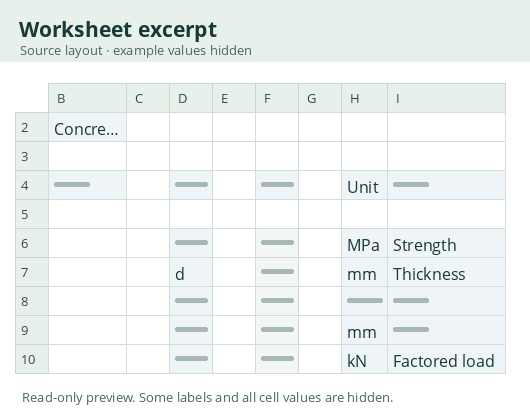 Worksheet excerpt
Source layout · example values hidden
B C D E F G H I
2 Concre...
3
4 Unit
5
6 MPa Strength
7 d mm Thickness
8
9 mm
10 kN Factored load
Read-only preview. Some labels and all cell values are hidden.